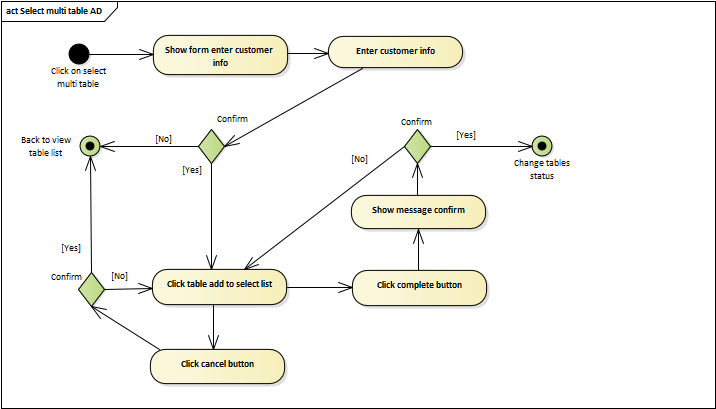 act Select multi table AD
Show form enter customer
info
Enter customer info
Click on select
multi table
Confirm
Confirm
Back to view
table list
[No]
[Yes]
[No]
[Yes]
Change tables
status
Show message confirm
[Yes]
Confirm
[No]
Click table add to select list
Click complete button
Click cancel button